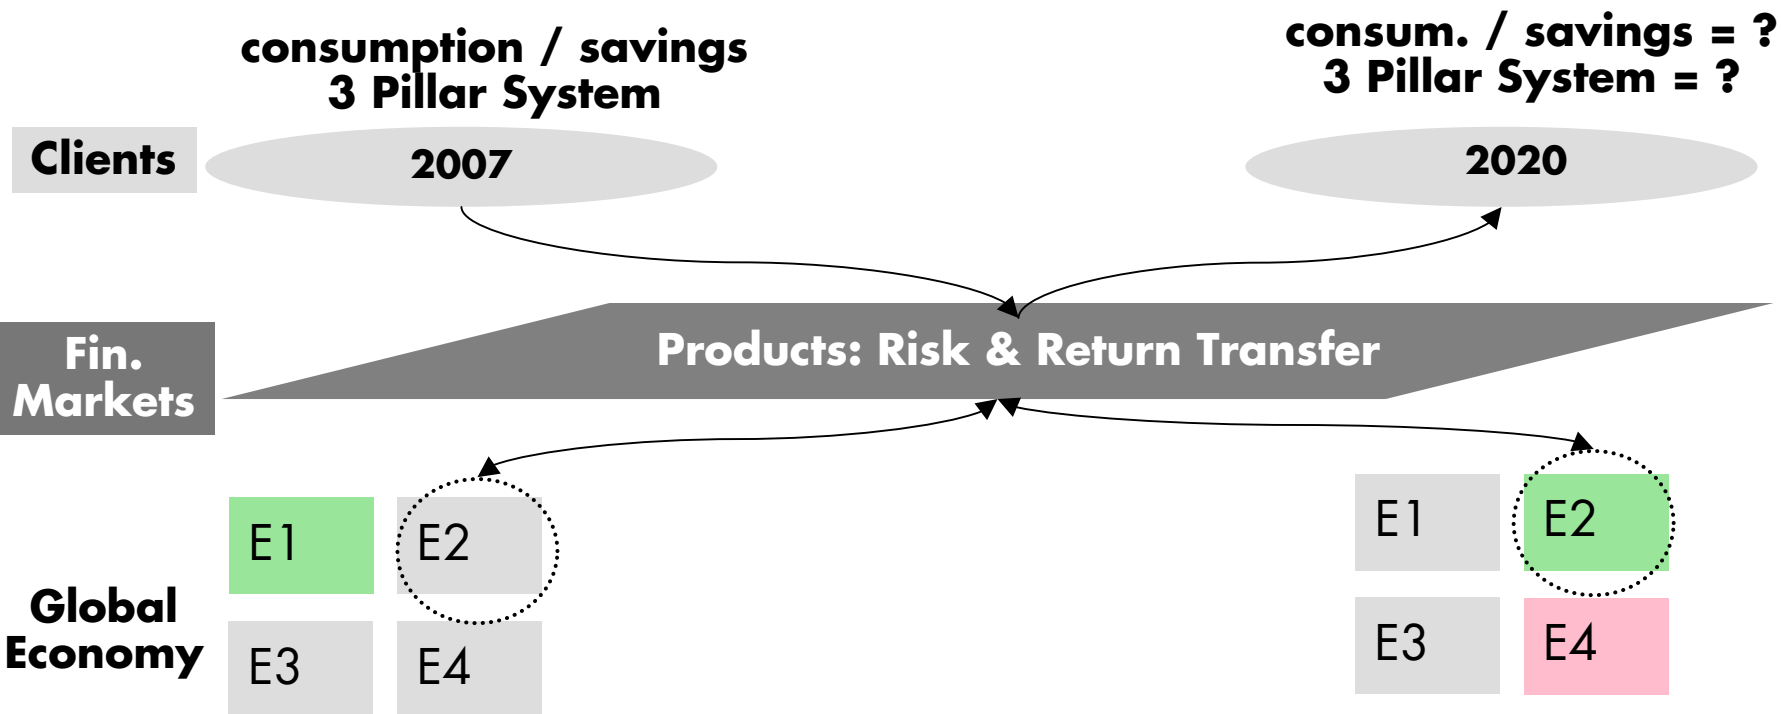 consumption / savings
3 Pillar System
consum. / savings = ?
3 Pillar System = ?
Clients
2007
2020
Fin.
Markets
Products: Risk & Return Transfer
Global
Economy
E1
E2
E3
E4
E1
E2
E3
E4